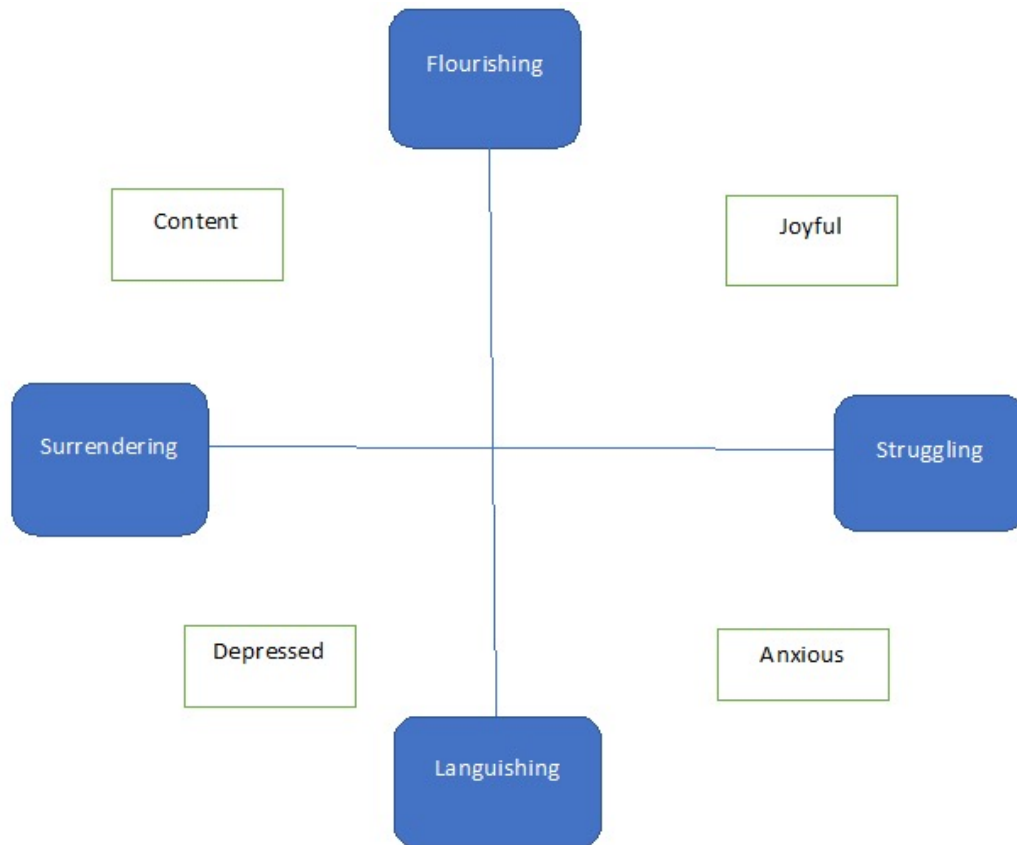 Flourishing
Content
Joyful
Surrendering
Struggling
Depressed
Anxious
Languishing